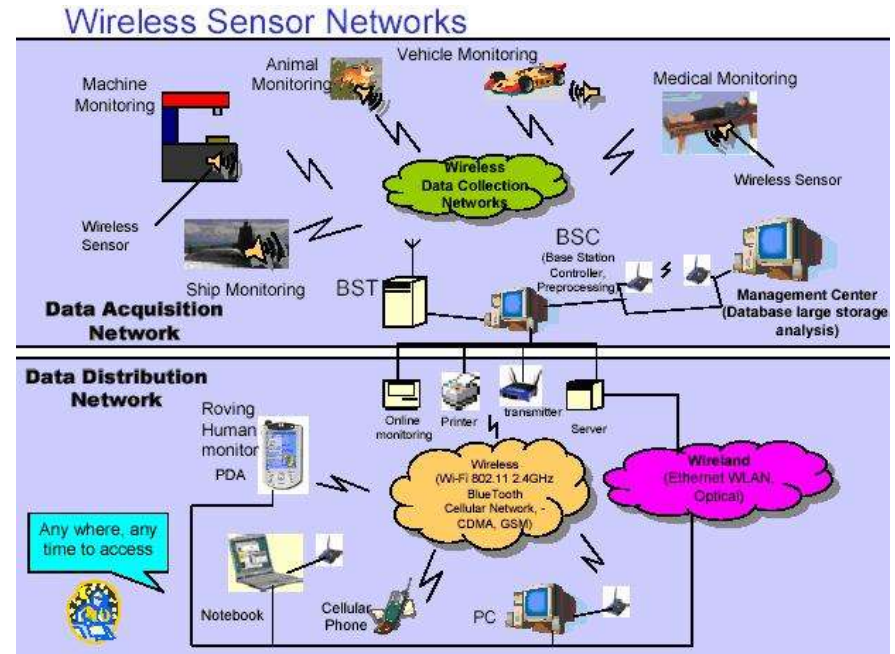 Wireless Sensor Networks
Machine
Monitoring
Animal
Monitoring
Vehicle Monitoring
Medical Monitoring
Wireless
Data Collection
Networks
Wireless Sensor
Wireless
Sensor
Ship Monitoring
BST
BSC
(Base Station
Controller,
Preprocessing)
Management Center
(Database large storage
analysis)
Data Acquisition
Network
Data Distribution
Network
Online
monitoring
Printer
transmitter
Server
Roving
Human
monitor
PDA
Wireless
(Wi-Fi 802.11 2.4GHz
BlueTooth
Cellular Network, -
CDMA, GSM)
Wireland
(Ethernet WLAN,
Optical)
Any where, any
time to access
Notebook
Cellular
Phone
PC